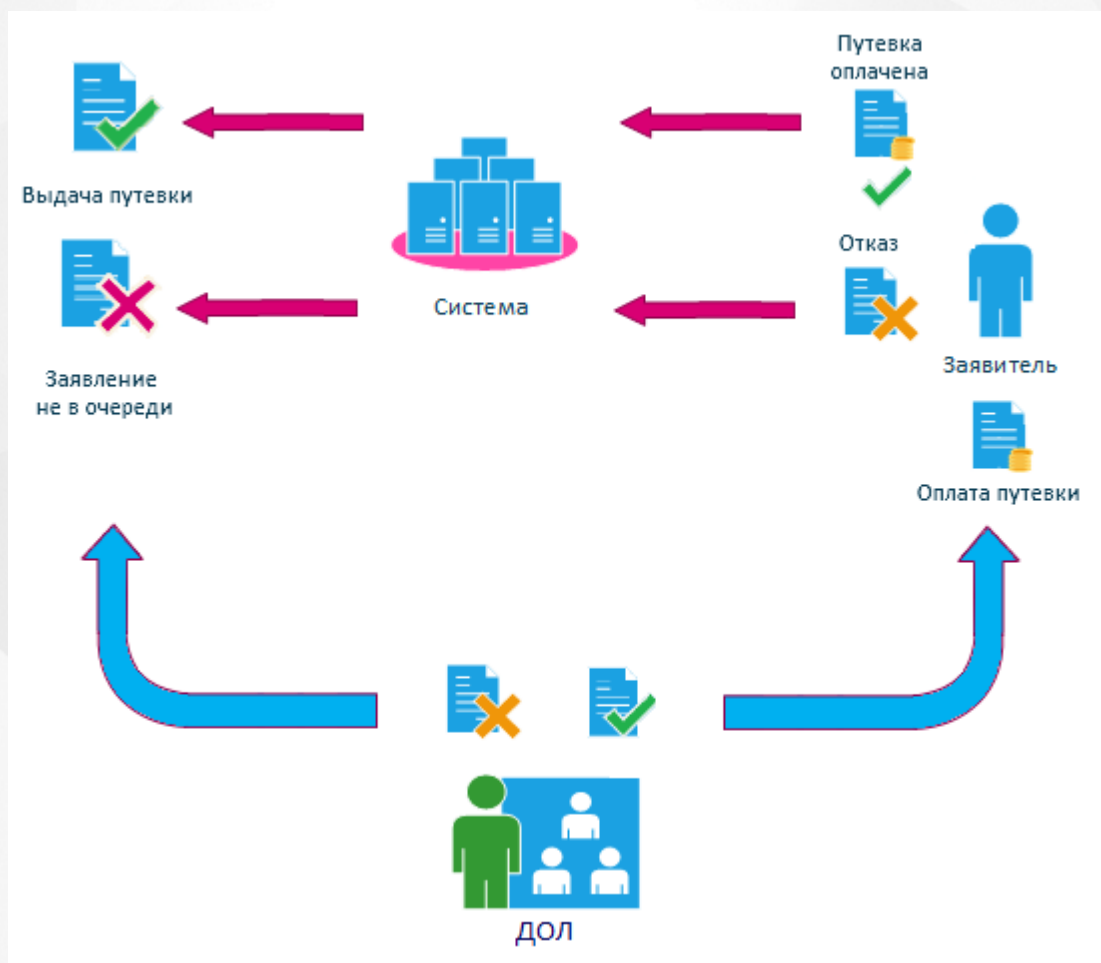 Путевка
оплачена
Выдача путевки
Отказ
Система
Заявитель
Заявление
не в очереди
Оплата путевки
ДОЛ